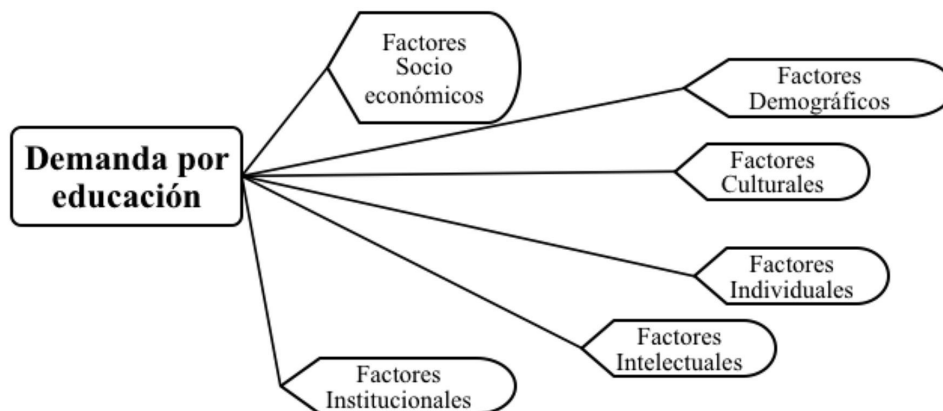 Factores
Socio
económicos
Factores
Demográficos
Demanda por
educación
Factores
Culturales
Factores
Individuales
Factores
Intelectuales
Factores
Institucionales